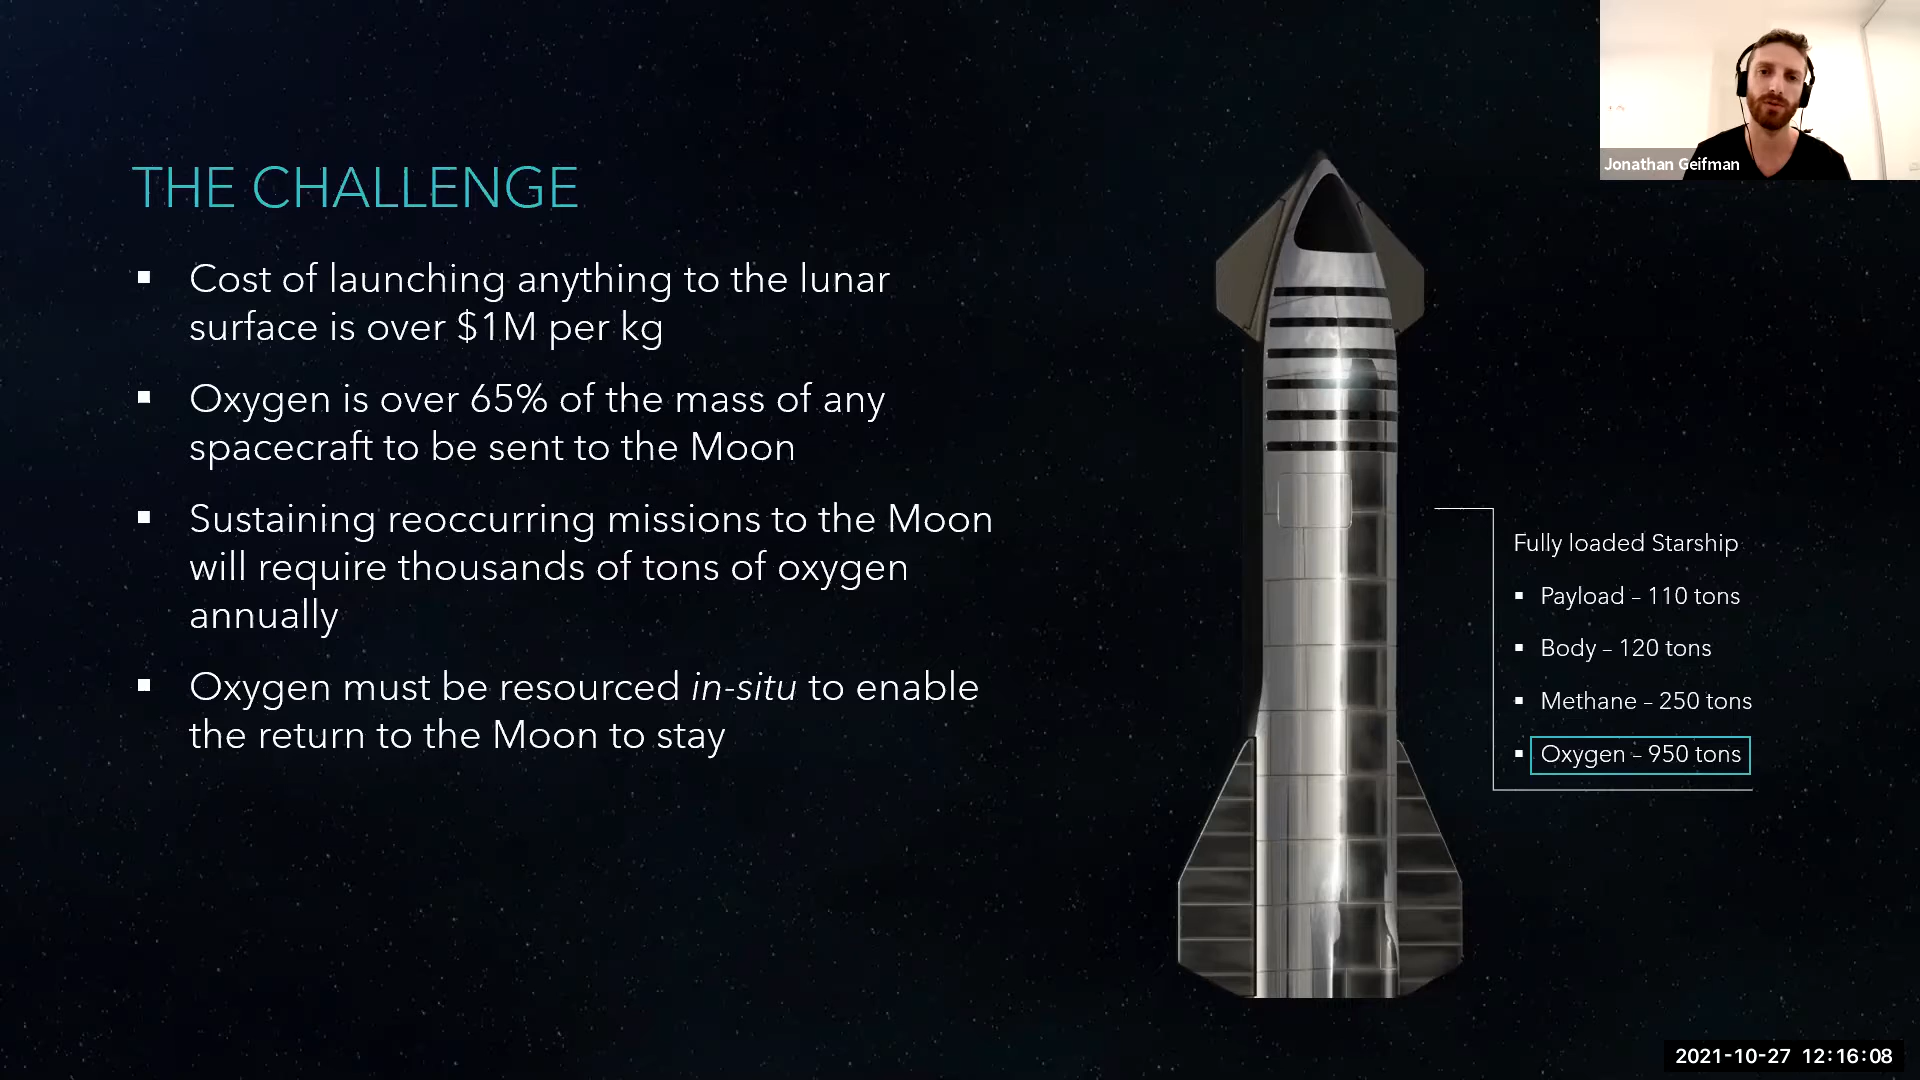 THE CHALLENGE
▪ Cost of launching anything to the lunar
surface is over $1M per kg
▪ Oxygen is over 65% of the mass of any
spacecraft to be sent to the Moon
▪ Sustaining reoccurring missions to the Moon
will require thousands of tons of oxygen
annually
▪ Oxygen must be resourced in-situ to enable
the return to the Moon to stay
Fully loaded Starship
▪ Payload – 110 tons
▪ Body – 120 tons
▪ Methane – 250 tons
▪ Oxygen – 950 tons
Jonathan Geifman
2021-10-27 12:16:08